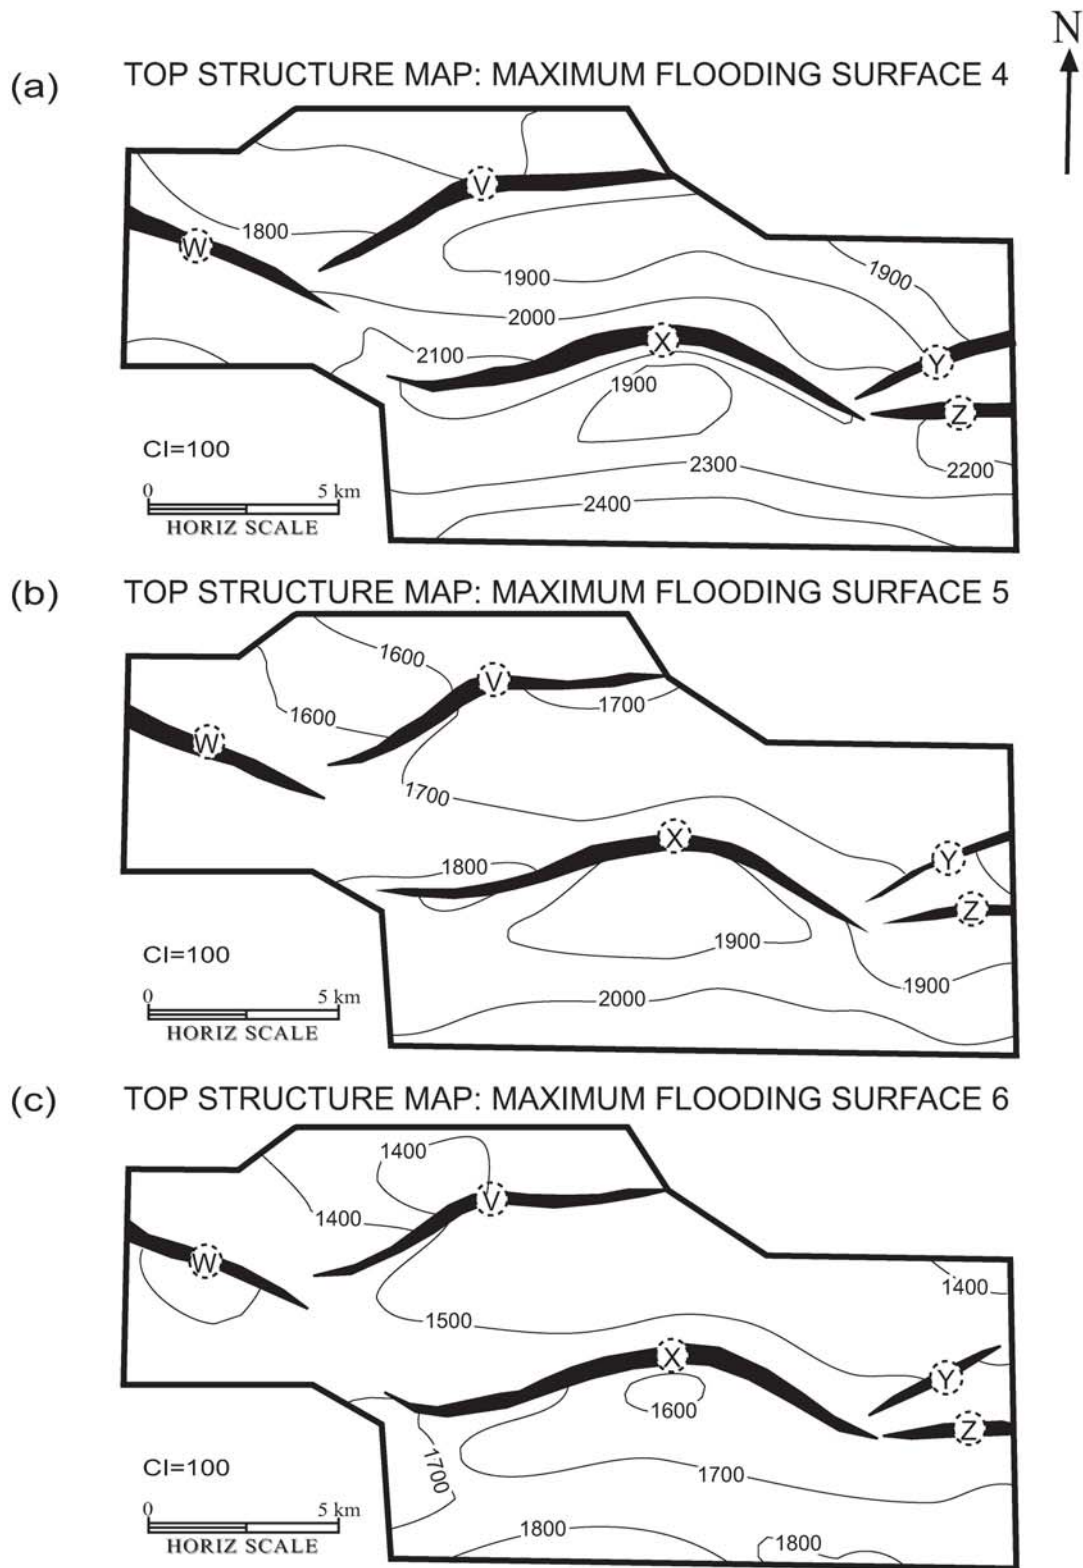 N
(a) TOP STRUCTURE MAP: MAXIMUM FLOODING SURFACE 4
V
1800
W
1900
1900
2000
X
2100
Y
1900
Z
CI=100
2300
2200
0 5 km
2400
HORIZ SCALE
(b) TOP STRUCTURE MAP: MAXIMUM FLOODING SURFACE 5
1600
V
1600
1700
W
1700
X
1800
Y
Z
1900
CI=100
1900
0 5 km
2000
HORIZ SCALE
(c) TOP STRUCTURE MAP: MAXIMUM FLOODING SURFACE 6
1400
V
1400
W
1400
1500
X
Y
1600
Z
CI=100
1700
1700
0 5 km
1800
1800
HORIZ SCALE